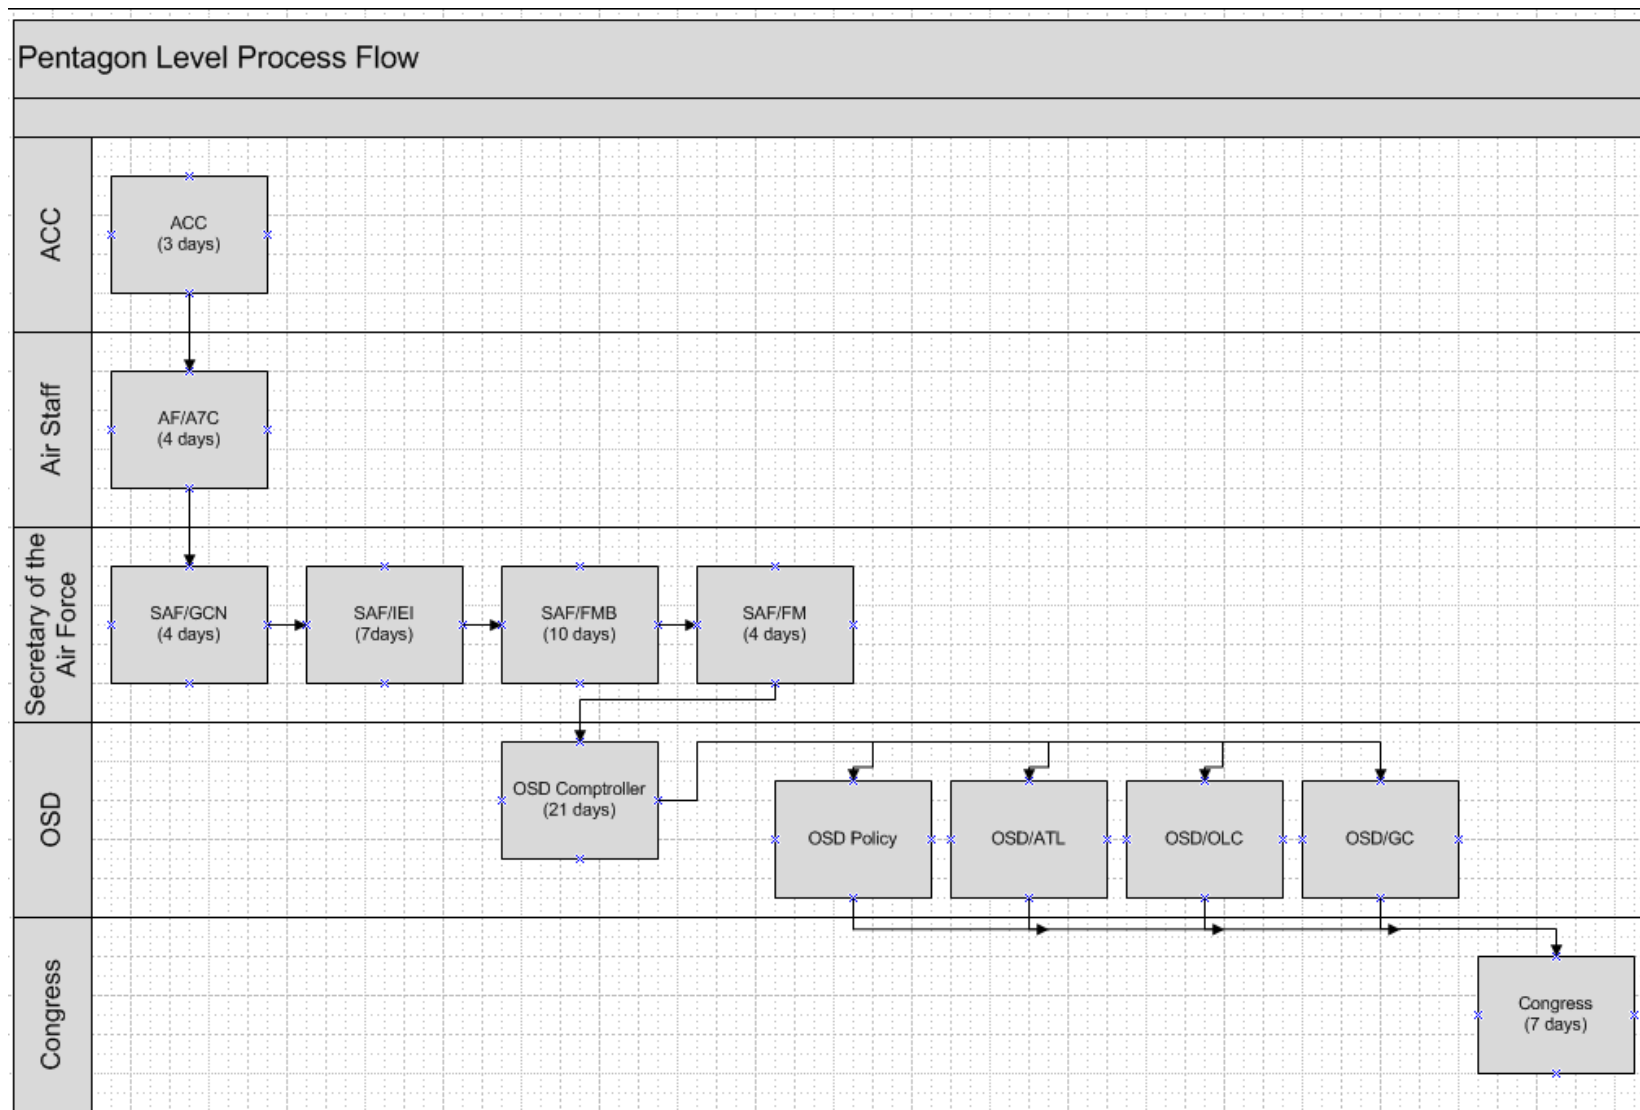 Pentagon Level Process Flow
ACC
ACC
(3 days)
Air Staff
AF/A7C
(4 days)
Secretary of the
Air Force
SAF/GCN
(4 days)
SAF/IEI
(7days)
SAF/FMB
(10 days)
SAF/FM
(4 days)
OSD
OSD Comptroller
(21 days)
OSD Policy
OSD/ATL
OSD/OLC
OSD/GC
Congress
Congress
(7 days)